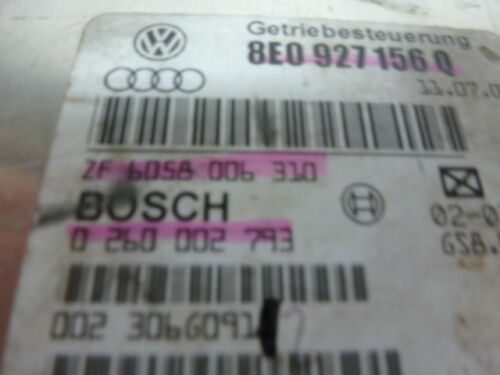 Getriebesteuerung
8E0 927 156 Q
11.07.0
ZF 6058 006 310
BOSCH
0 260 002 793
02-0
GS8.
002 306G091